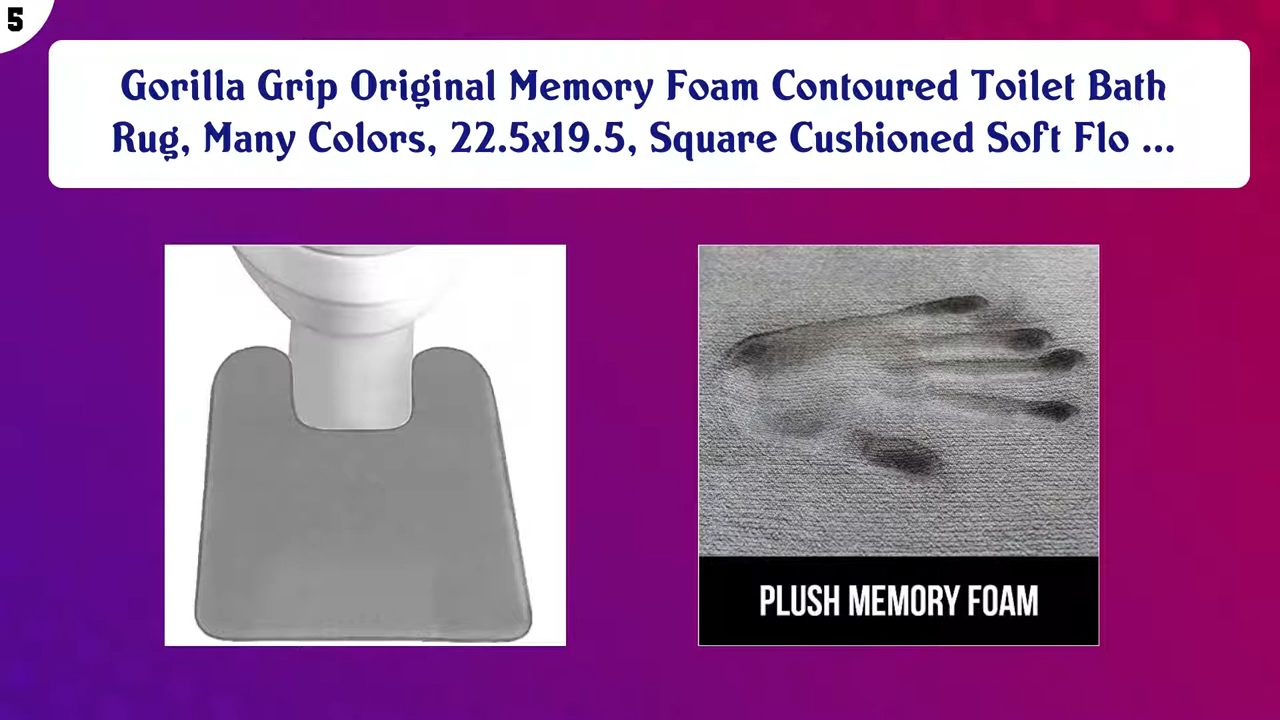 5
Gorilla Grip Original Memory Foam Contoured Toilet Bath
Rug, Many Colors, 22.5x19.5, Square Cushioned Soft Flo ...
PLUSH MEMORY FOAM